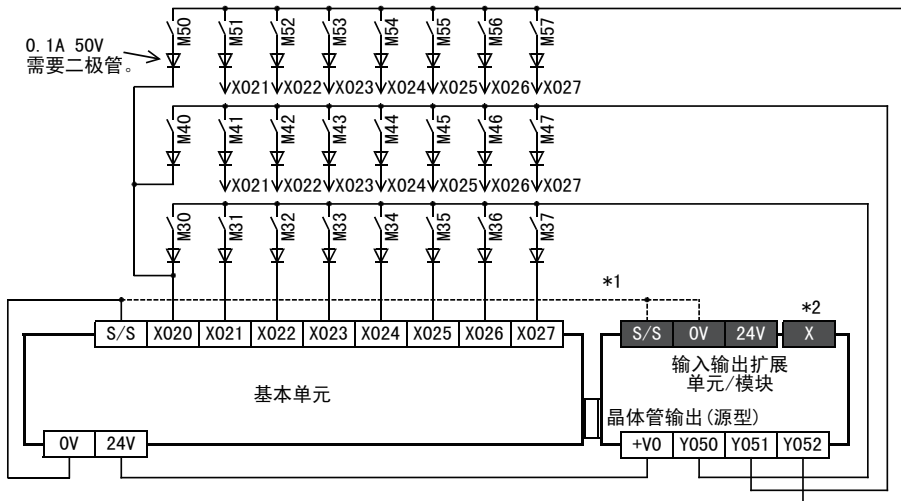 M50 M51 M52 M53 M54 M55 M56 M57
0.1A 50V
需要二极管。
X021 X022 X023 X024 X025 X026 X027
M40 M41 M42 M43 M44 M45 M46 M47
X021 X022 X023 X024 X025 X026 X027
M30 M31 M32 M33 M34 M35 M36 M37
*1 *2
S/S X020 X021 X022 X023 X024 X025 X026 X027 S/S 0V 24V X
输入输出扩展
单元/模块
基本单元
晶体管输出(源型)
0V 24V +V0 Y050 Y051 Y052